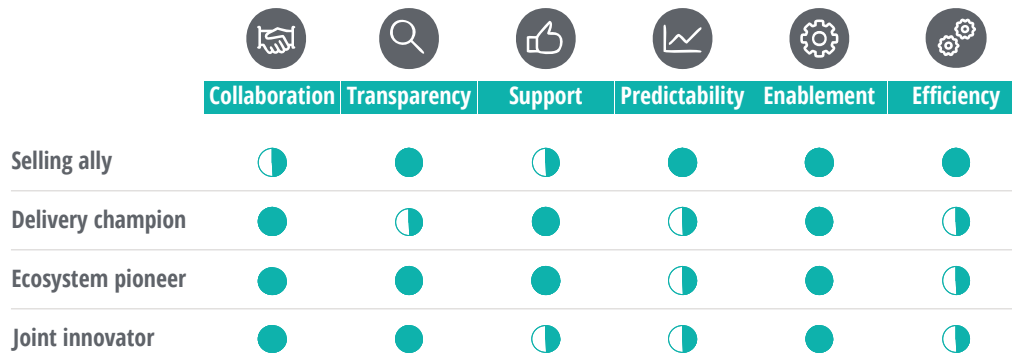 Collaboration Transparency Support Predictability Enablement Efficiency
Selling ally
Delivery champion
Ecosystem pioneer
Joint innovator